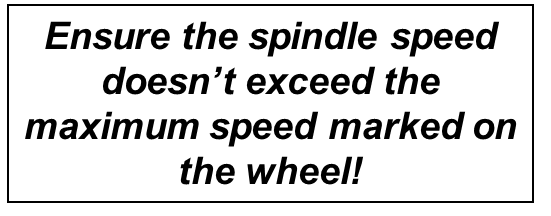 Ensure the spindle speed
doesn’t exceed the
maximum speed marked on
the wheel!